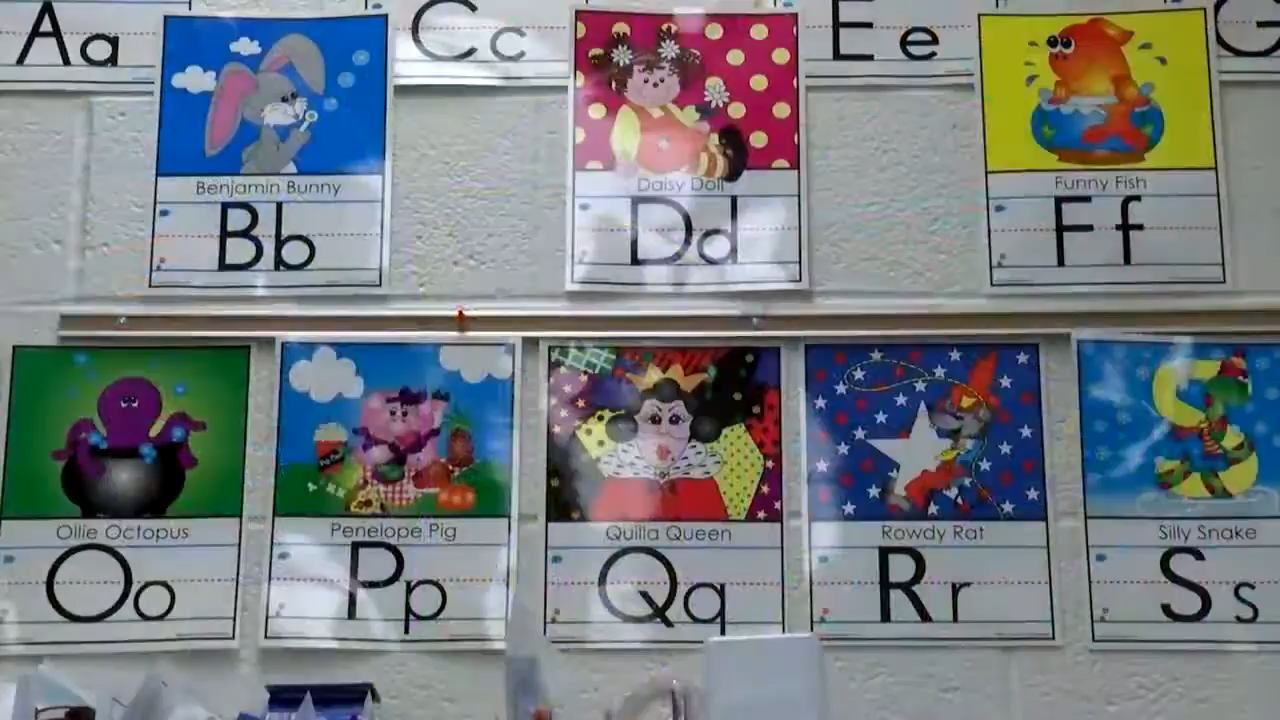 Aa
Cc
Ee
G
Benjamin Bunny
Bb
Daisy Doll
Dd
Funny Fish
Ff
Ollie Octopus
Oo
Penelope Pig
Pp
Quilla Queen
Qq
Rowdy Rat
Rr
Silly Snake
Ss